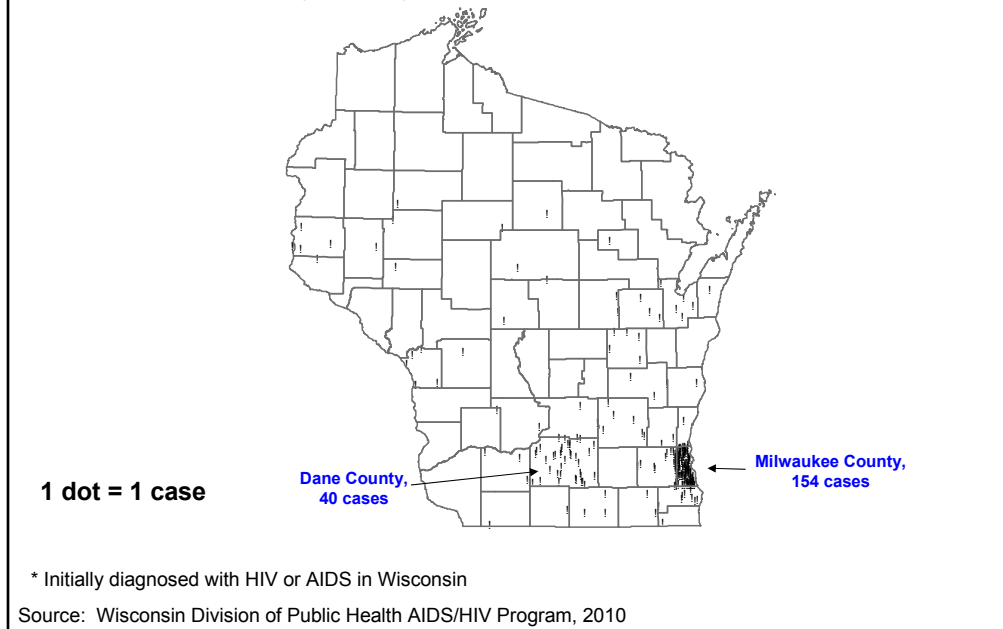 Dane County,
40 cases
Milwaukee County,
154 cases
1 dot = 1 case
* Initially diagnosed with HIV or AIDS in Wisconsin
Source: Wisconsin Division of Public Health AIDS/HIV Program, 2010